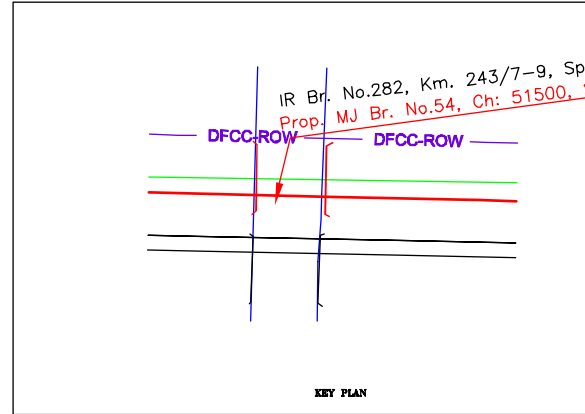 IR Br. No.282, Km. 243/7-9, Sp
Prop. MJ Br. No.54, Ch: 51500,
DFCC-ROW DFCC-ROW
KEY PLAN